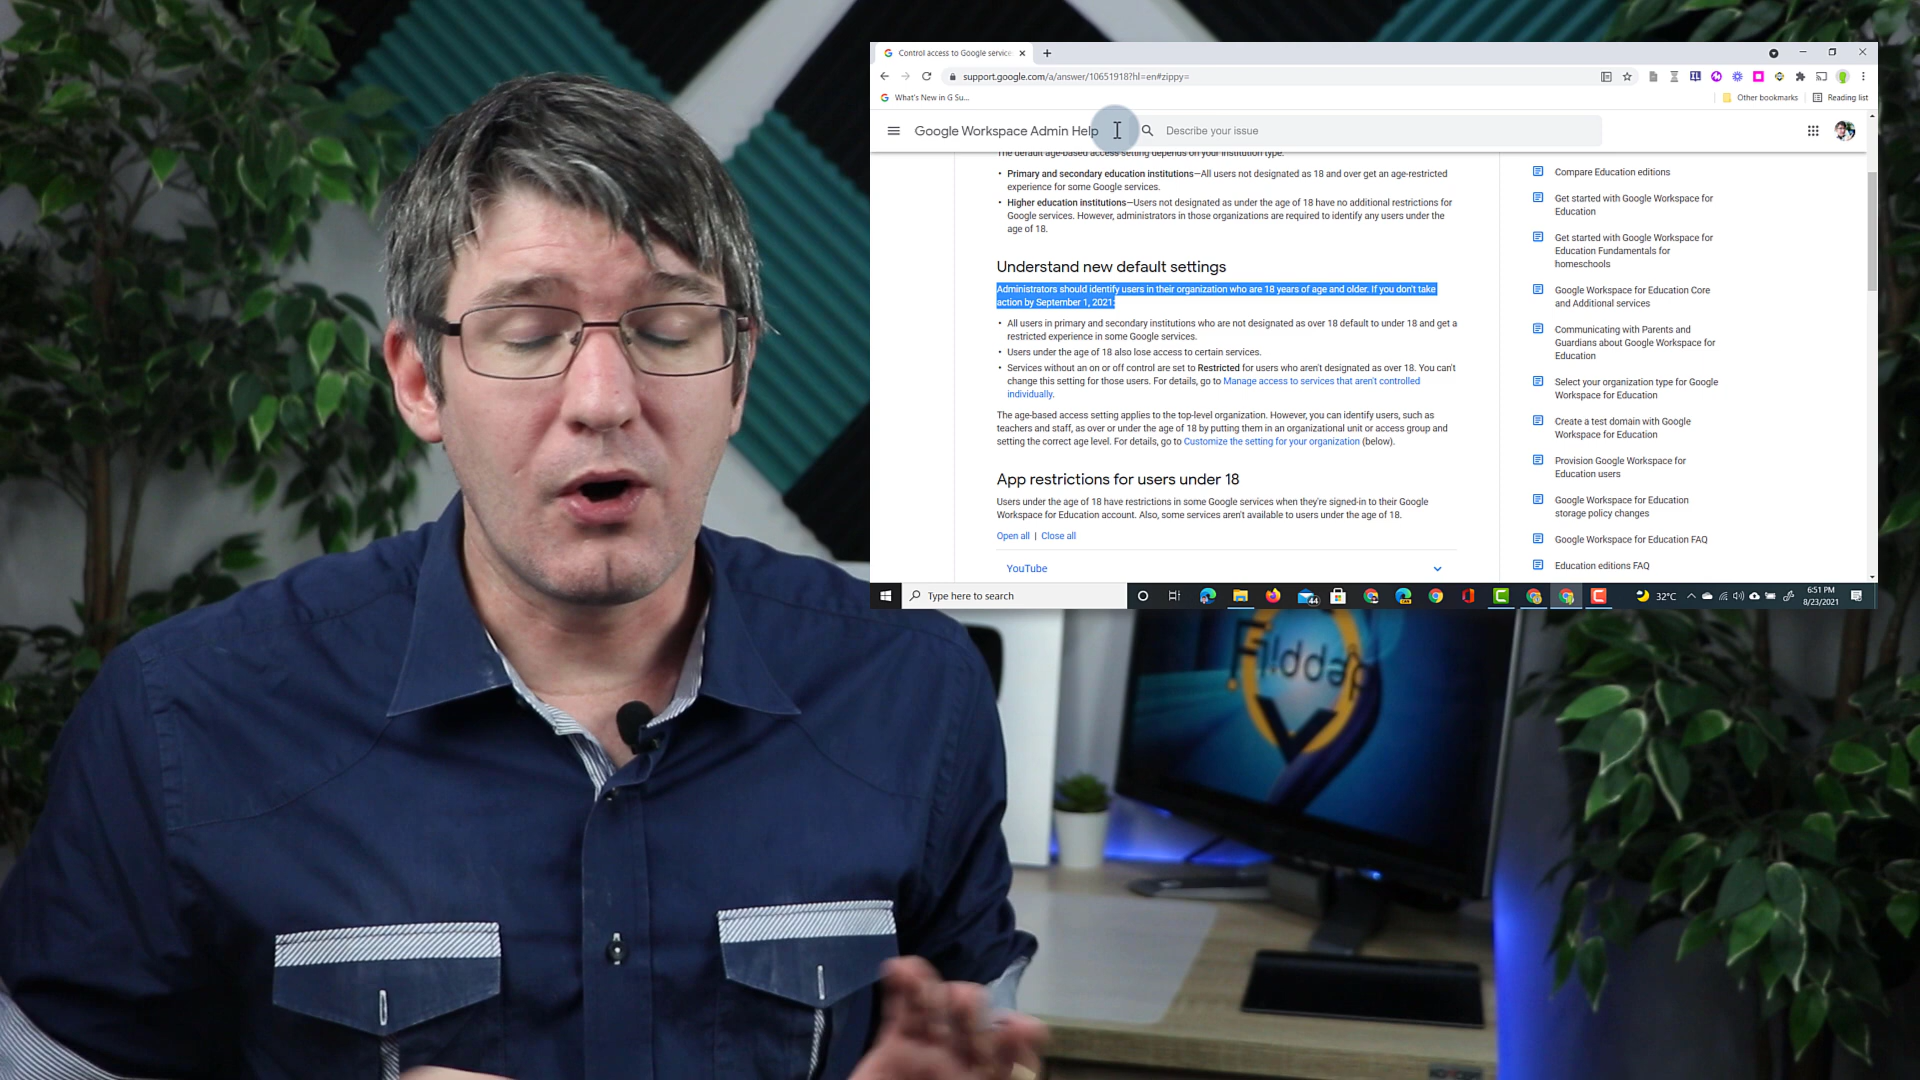 Control access to Google service
support.google.com/a/answer/10651918?hl=en#zippy=
What's New in G Su...
Other bookmarks
Reading list
Google Workspace Admin Help
Describe your issue
The default age-based access setting depends on your institution type.
• Primary and secondary education institutions—All users not designated as 18 and over get an age-restricted
experience for some Google services.
• Higher education institutions—Users not designated as under the age of 18 have no additional restrictions for
Google services. However, administrators in those organizations are required to identify any users under the
age of 18.
Understand new default settings
Administrators should identify users in their organization who are 18 years of age and older. If you don't take
action by September 1, 2021:
• All users in primary and secondary institutions who are not designated as over 18 default to under 18 and get a
restricted experience in some Google services.
• Users under the age of 18 also lose access to certain services.
• Services without an on or off control are set to Restricted for users who aren't designated as over 18. You can't
change this setting for those users. For details, go to Manage access to services that aren't controlled
individually.
The age-based access setting applies to the top-level organization. However, you can identify users, such as
teachers and staff, as over or under the age of 18 by putting them in an organizational unit or access group and
setting the correct age level. For details, go to Customize the setting for your organization (below).
App restrictions for users under 18
Users under the age of 18 have restrictions in some Google services when they're signed-in to their Google
Workspace for Education account. Also, some services aren't available to users under the age of 18.
Open all | Close all
YouTube
Compare Education editions
Get started with Google Workspace for
Education
Get started with Google Workspace for
Education Fundamentals for
homeschools
Google Workspace for Education Core
and Additional services
Communicating with Parents and
Guardians about Google Workspace for
Education
Select your organization type for Google
Workspace for Education
Create a test domain with Google
Workspace for Education
Provision Google Workspace for
Education users
Google Workspace for Education
storage policy changes
Google Workspace for Education FAQ
Education editions FAQ
Type here to search
44
32°C
6:51 PM
8/23/2021